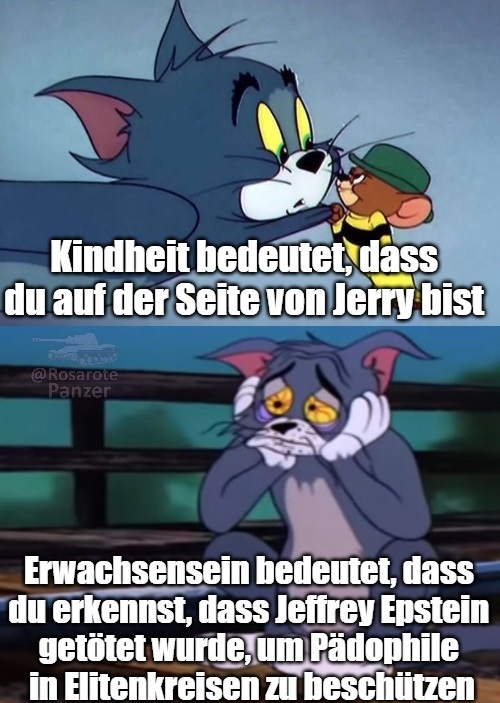 Kindheit bedeutet, dass
du auf der Seite von Jerry bist
@Rosarote
Panzer
Erwachsensein bedeutet, dass
du erkennst, dass Jeffrey Epstein
getötet wurde, um Pädophile
in Elitenkreisen zu beschützen